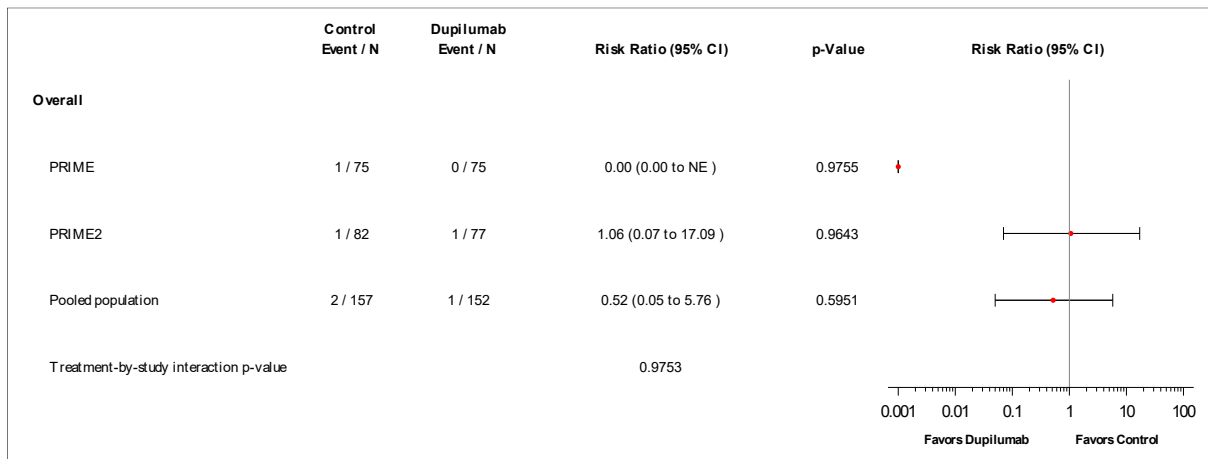 Control Dupilumab
Event / N Event / N Risk Ratio (95% CI) p-Value Risk Ratio (95% CI)
Overall
PRIME 1 / 75 0 / 75 0.00 (0.00 to NE ) 0.9755
PRIME2 1 / 82 1 / 77 1.06 (0.07 to 17.09 ) 0.9643
Pooled population 2 / 157 1 / 152 0.52 (0.05 to 5.76 ) 0.5951
Treatment-by-study interaction p-value 0.9753
0.001 0.01 0.1 1 10 100
Favors Dupilumab Favors Control